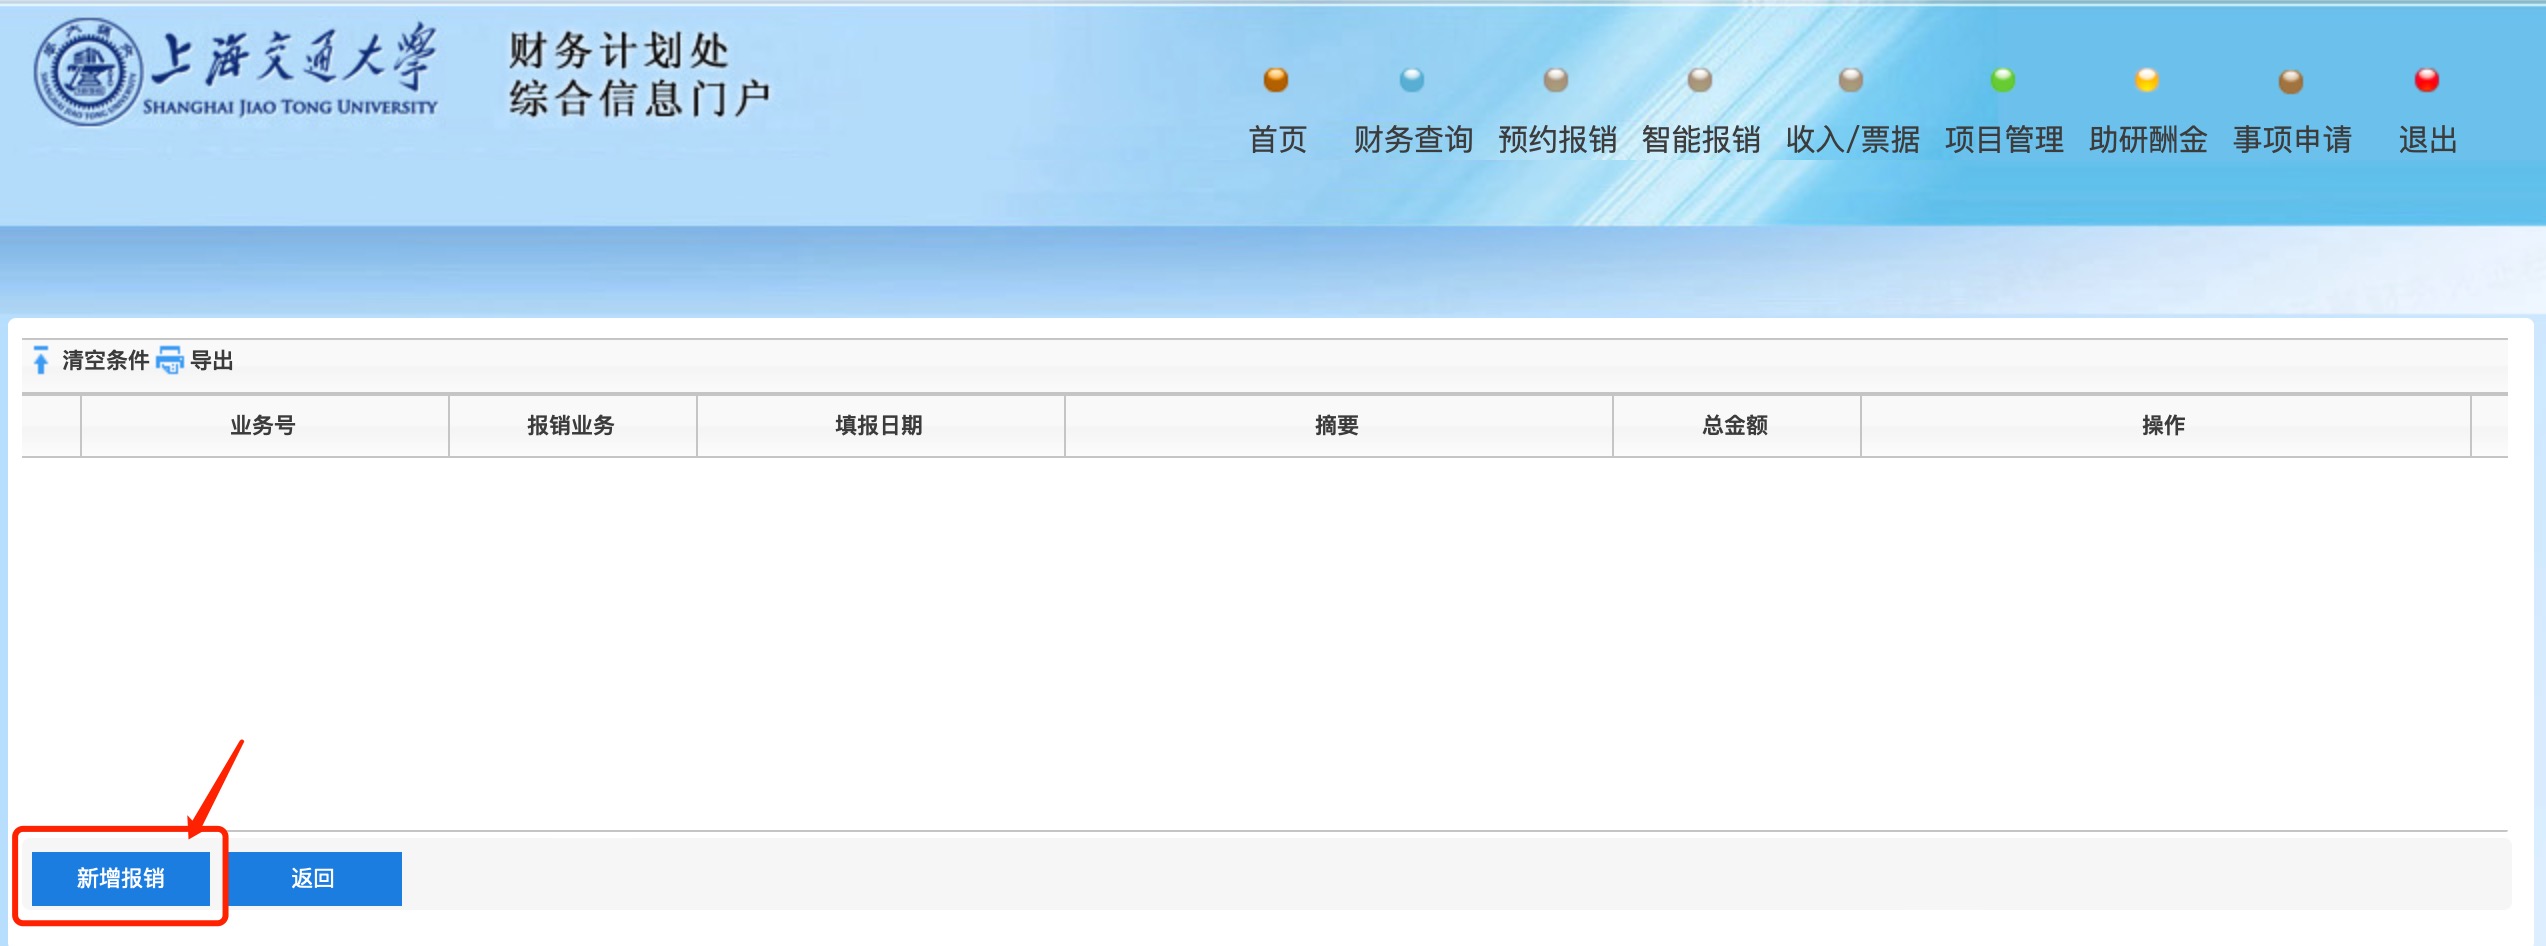 上海交通大学
SHANGHAI JIAO TONG UNIVERSITY
财务计划处
综合信息门户
首页 财务查询 预约报销 智能报销 收入/票据 项目管理 助研酬金 事项申请 退出
清空条件 导出
业务号 报销业务 填报日期 摘要 总金额 操作
新增报销 返回